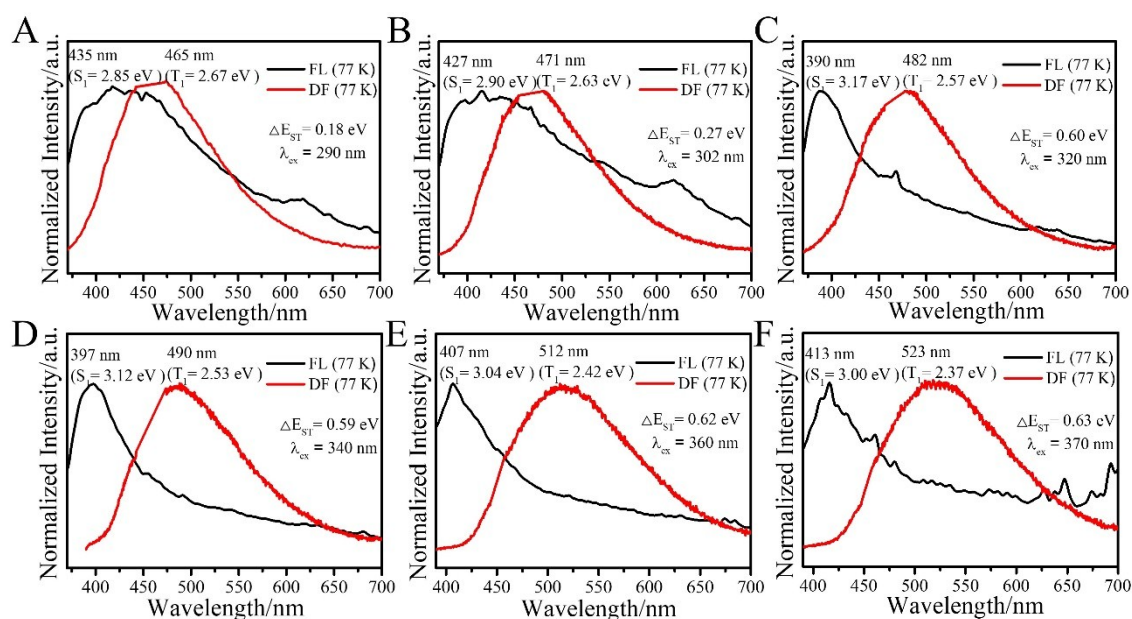 A
435 nm 465 nm
(S1= 2.85 eV) (T1= 2.67 eV )
FL (77 K)
DF (77 K)
△EST= 0.18 eV
λex = 290 nm
Normalized Intensity/a.u.
400 450 500 550 600 650 700
Wavelength/nm
B
427 nm 471 nm
(S1= 2.90 eV) (T1= 2.63 eV )
FL (77 K)
DF (77 K)
△EST= 0.27 eV
λex = 302 nm
Normalized Intensity/a.u.
400 450 500 550 600 650 700
Wavelength/nm
C
390 nm 482 nm
(S1= 3.17 eV ) (T1= 2.57 eV )
FL (77 K)
DF (77 K)
△EST= 0.60 eV
λex = 320 nm
Normalized Intensity/a.u.
400 450 500 550 600 650 700
Wavelength/nm
D
397 nm 490 nm
(S1= 3.12 eV ) (T1= 2.53 eV )
FL (77 K)
DF (77 K)
△EST= 0.59 eV
λex = 340 nm
Normalized Intensity/a.u.
400 450 500 550 600 650 700
Wavelength/nm
E
407 nm 512 nm
(S1= 3.04 eV ) (T1= 2.42 eV )
FL (77 K)
DF (77 K)
△EST= 0.62 eV
λex = 360 nm
Normalized Intensity/a.u.
400 450 500 550 600 650 700
Wavelength/nm
F
413 nm 523 nm
(S1= 3.00 eV ) (T1= 2.37 eV )
FL (77 K)
DF (77 K)
△EST= 0.63 eV
λex = 370 nm
Normalized Intensity/a.u.
400 450 500 550 600 650 700
Wavelength/nm